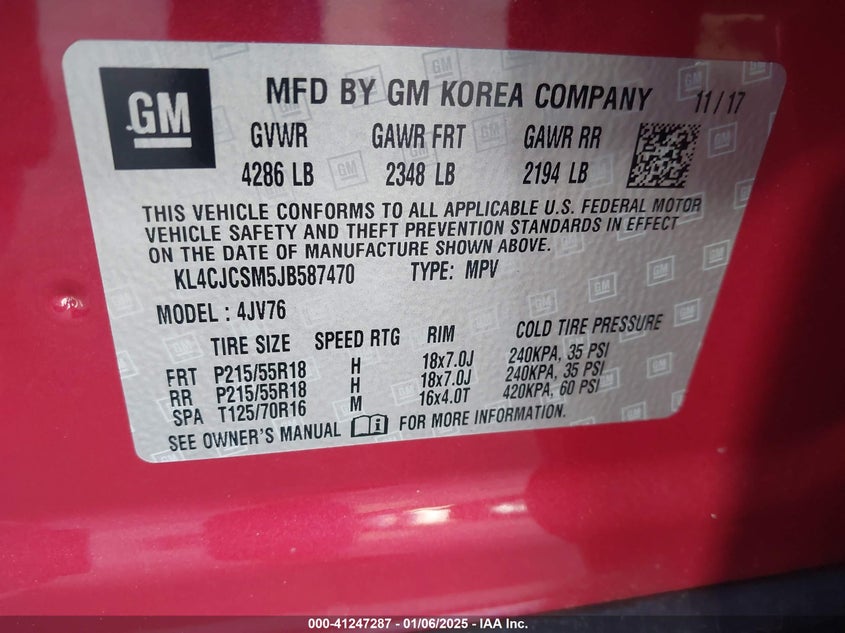 GM
MFD BY GM KOREA COMPANY 11/17
GVWR GAWR FRT GAWR RR
4286 LB 2348 LB 2194 LB
THIS VEHICLE CONFORMS TO ALL APPLICABLE U.S. FEDERAL MOTOR
VEHICLE SAFETY AND THEFT PREVENTION STANDARDS IN EFFECT
ON THE DATE OF MANUFACTURE SHOWN ABOVE.
KL4CJCSM5JB587470 TYPE: MPV
MODEL : 4JV76
TIRE SIZE SPEED RTG RIM COLD TIRE PRESSURE
FRT P215/55R18 H 18x7.0J 240KPA, 35 PSI
RR P215/55R18 H 18x7.0J 240KPA, 35 PSI
SPA T125/70R16 M 16x4.0T 420KPA, 60 PSI
SEE OWNER'S MANUAL FOR MORE INFORMATION
000-41247287 - 01/06/2025 - IAA Inc.